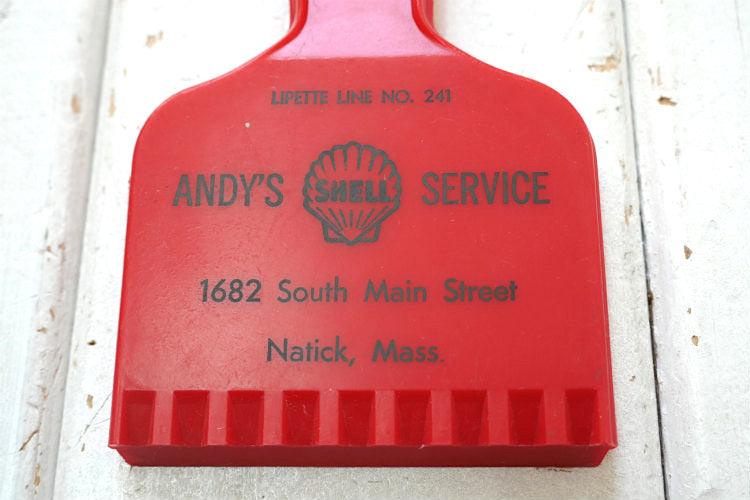 LIPETTE LINE NO. 241
ANDY'S SHELL SERVICE
1682 South Main Street
Natick, Mass.